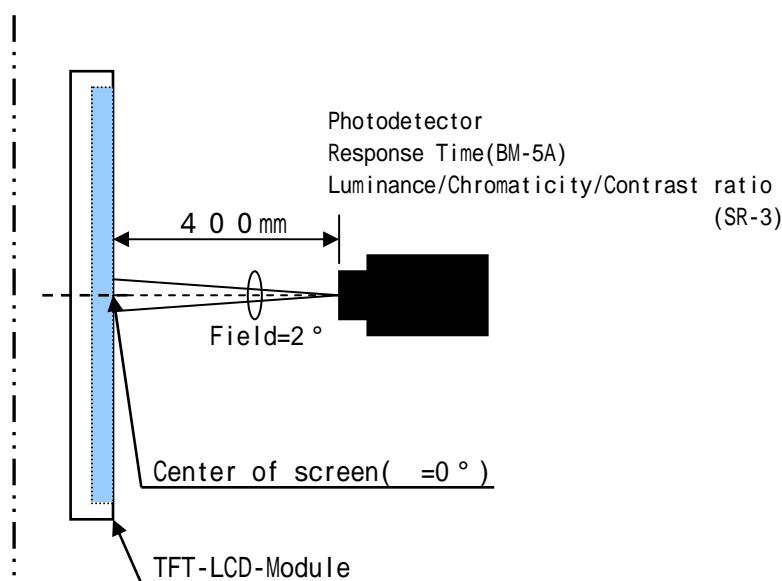 Photodetector
Response Time(BM-5A)
Luminance/Chromaticity/Contrast ratio
(SR-3)
４００mm
Field=2°
Center of screen( =0°)
TFT-LCD-Module